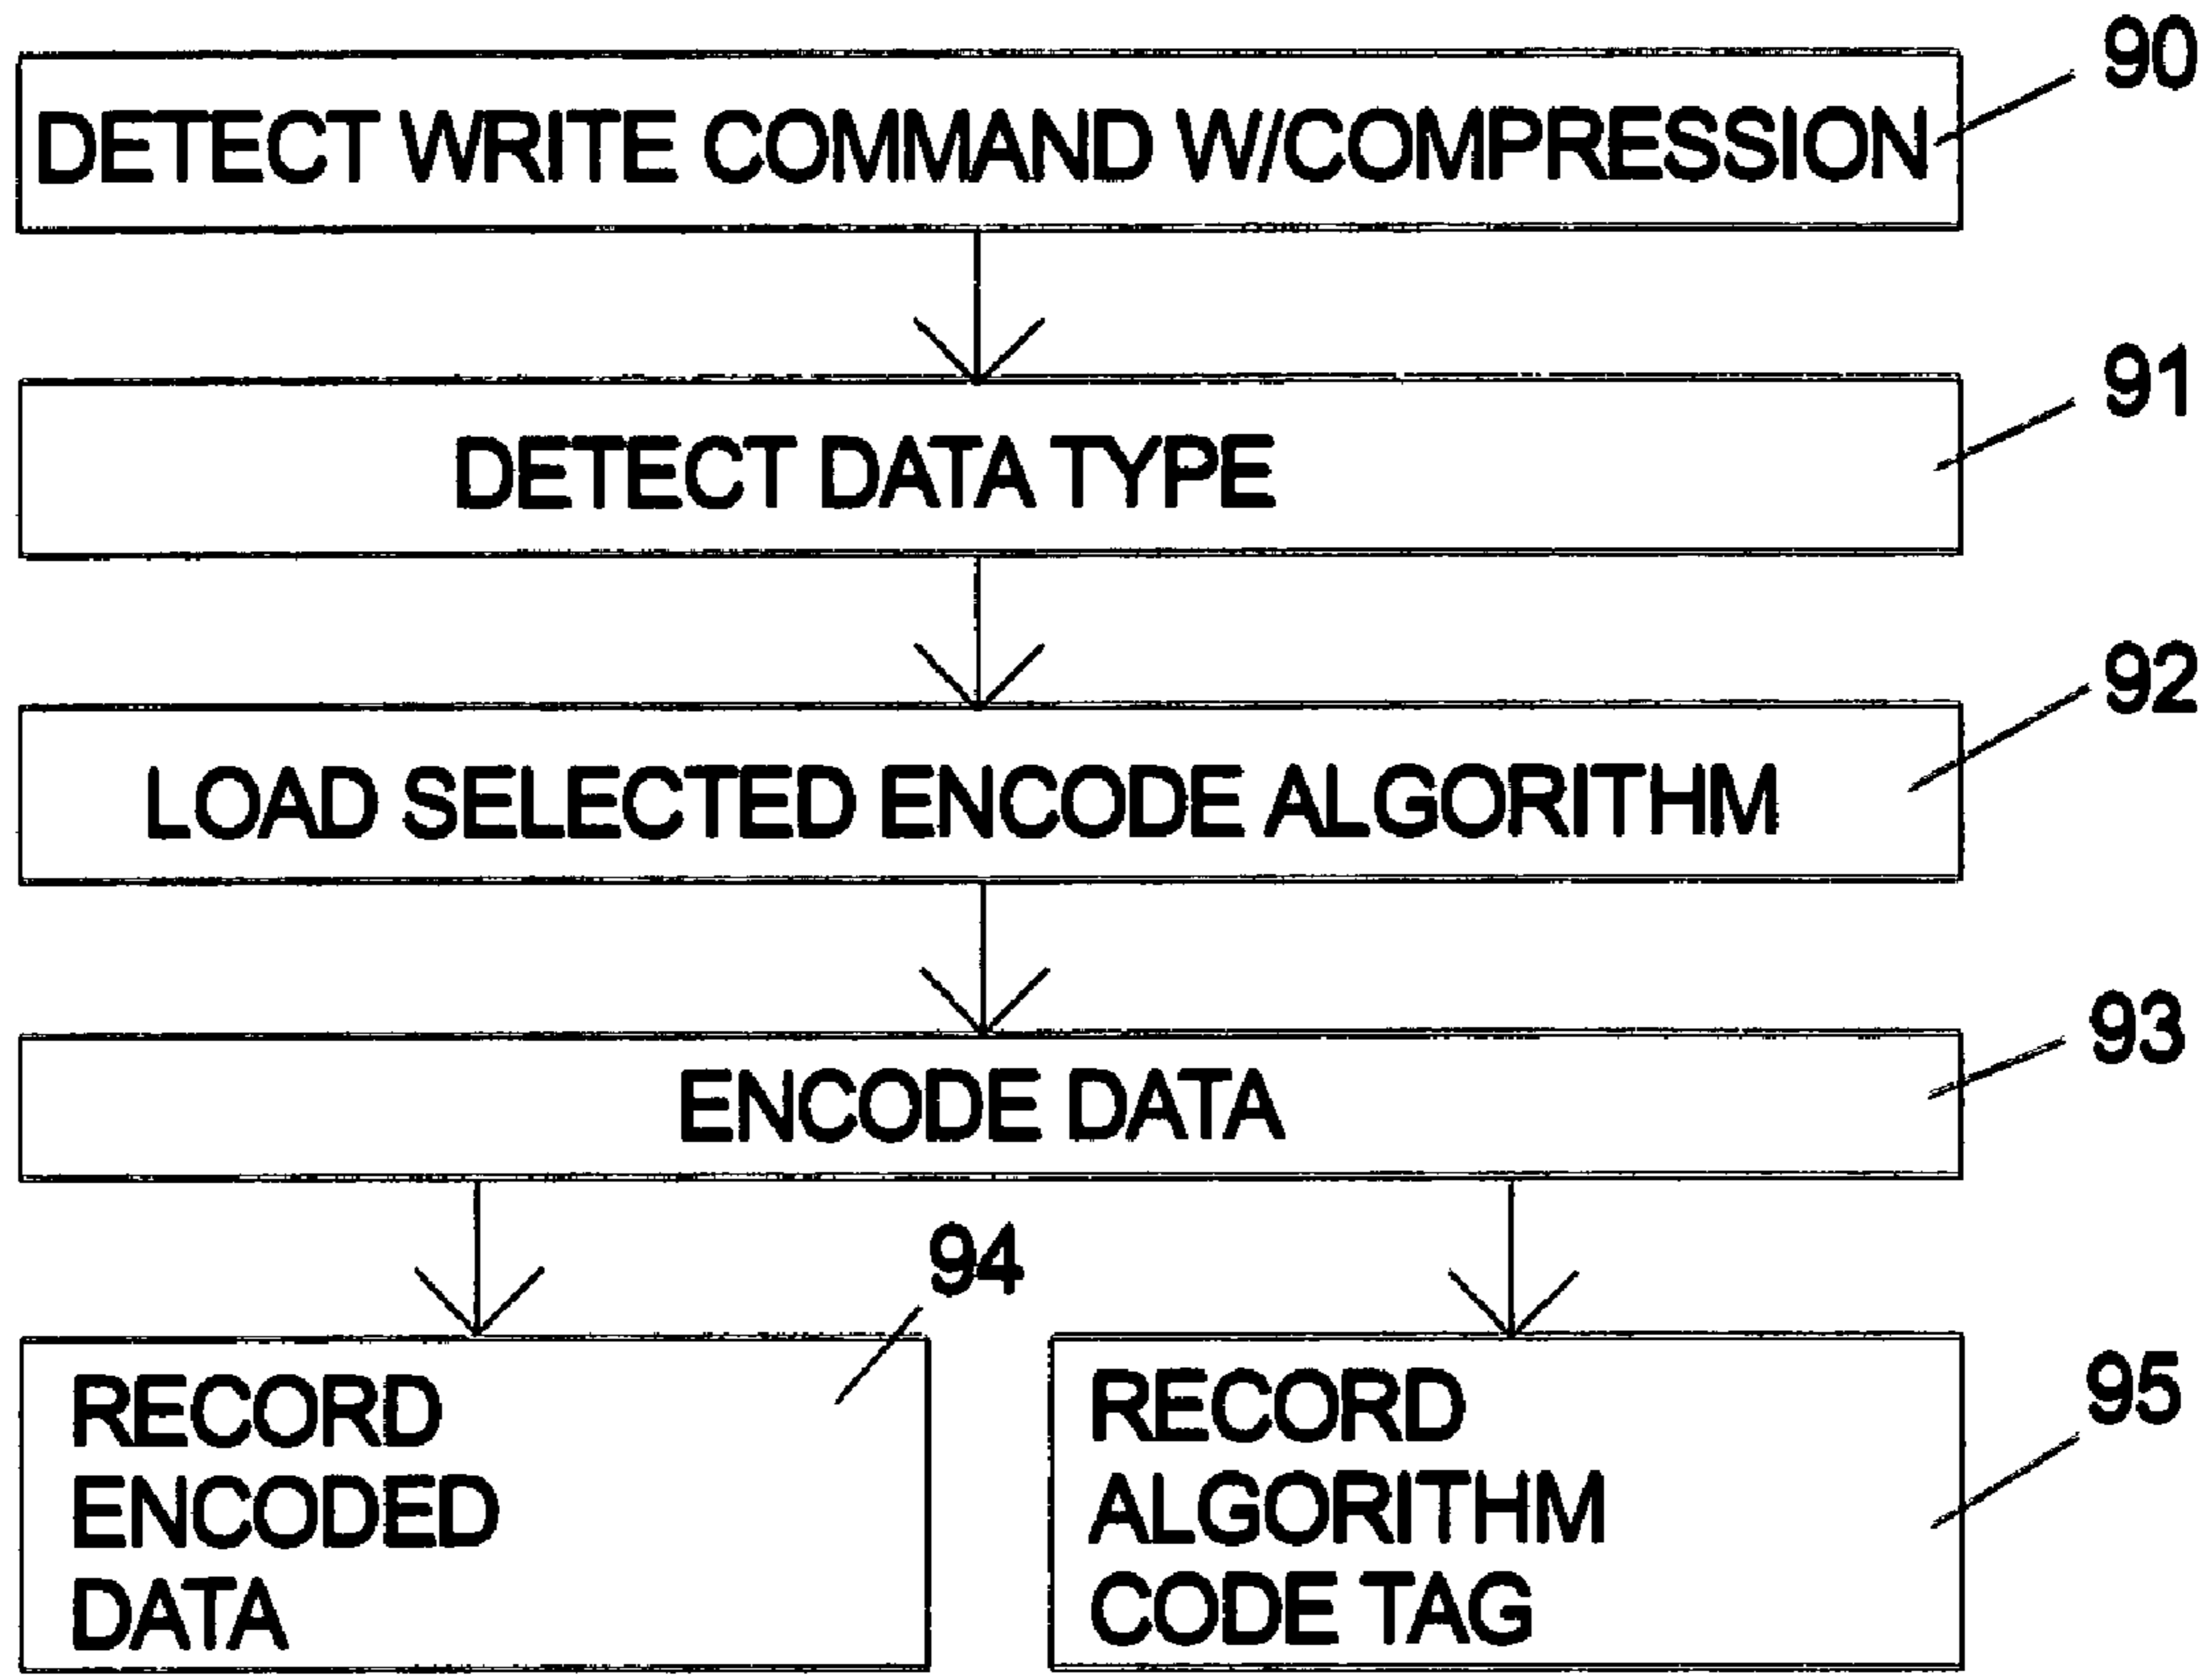 90
DETECT WRITE COMMAND W/COMPRESSION
91
DETECT DATA TYPE
92
LOAD SELECTED ENCODE ALGORITHM
93
ENCODE DATA
94
RECORD
ENCODED
DATA
95
RECORD
ALGORITHM
CODE TAG